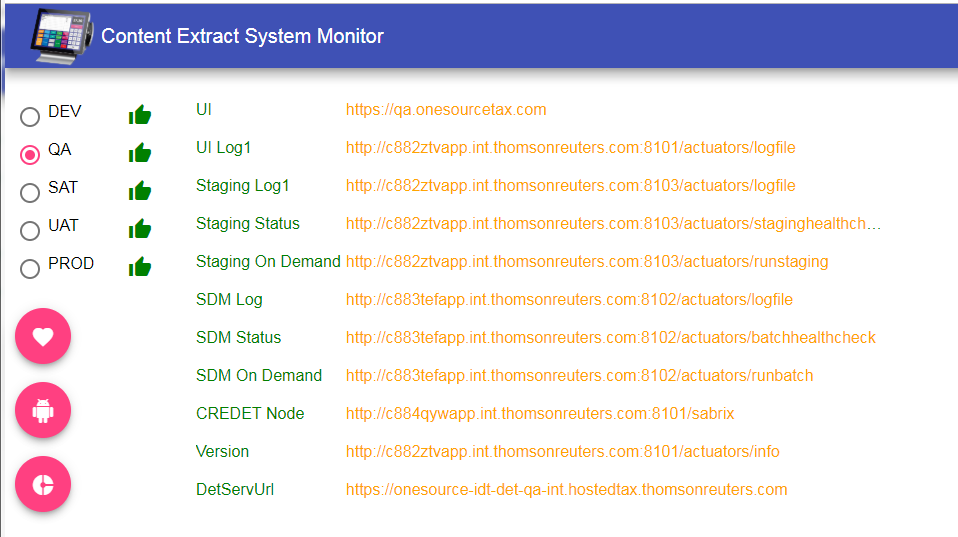 Content Extract System Monitor
DEV
QA
SAT
UAT
PROD
UI https://qa.onesourcetax.com
UI Log1 http://c882ztvapp.int.thomsonreuters.com:8101/actuators/logfile
Staging Log1 http://c882ztvapp.int.thomsonreuters.com:8103/actuators/logfile
Staging Status http://c882ztvapp.int.thomsonreuters.com:8103/actuators/staginghealthch...
Staging On Demand http://c882ztvapp.int.thomsonreuters.com:8103/actuators/runstaging
SDM Log http://c883tefapp.int.thomsonreuters.com:8102/actuators/logfile
SDM Status http://c883tefapp.int.thomsonreuters.com:8102/actuators/batchhealthcheck
SDM On Demand http://c883tefapp.int.thomsonreuters.com:8102/actuators/runbatch
CREDET Node http://c884qywapp.int.thomsonreuters.com:8101/sabrix
Version http://c882ztvapp.int.thomsonreuters.com:8101/actuators/info
DetServUrl https://onesource-idt-det-qa-int.hostedtax.thomsonreuters.com